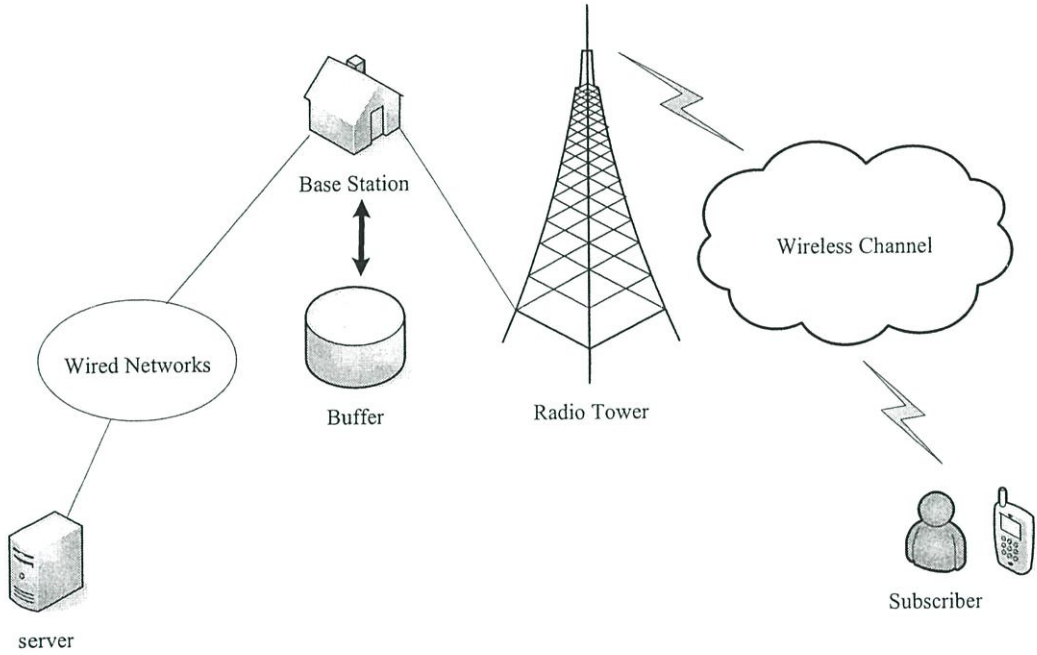 Base Station
Wireless Channel
Wired Networks
Buffer
Radio Tower
Subscriber
server